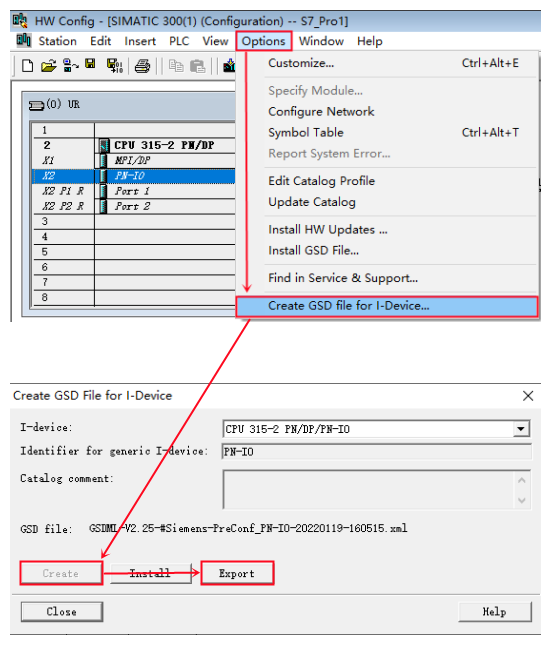 HW Config - [SIMATIC 300(1) (Configuration) -- S7_Pro1]
Station Edit Insert PLC View Options Window Help
Customize... Ctrl+Alt+E
Specify Module...
Configure Network
Symbol Table Ctrl+Alt+T
Report System Error...
Edit Catalog Profile
Update Catalog
Install HW Updates ...
Install GSD File...
Find in Service & Support...
Create GSD file for I-Device...
(0) UR
1
2 CPU 315-2 PN/DP
X1 MPI/DP
X2 PN-IO
X2 P1 R Port 1
X2 P2 R Port 2
3
4
5
6
7
8
Create GSD File for I-Device
I-device: CPU 315-2 PN/DP/PN-IO
Identifier for generic I-device: PN-IO
Catalog comment:
GSD file: GSDML-V2.25-#Siemens-PreConf_PN-IO-20220119-160515.xml
Create Install Export
Close Help